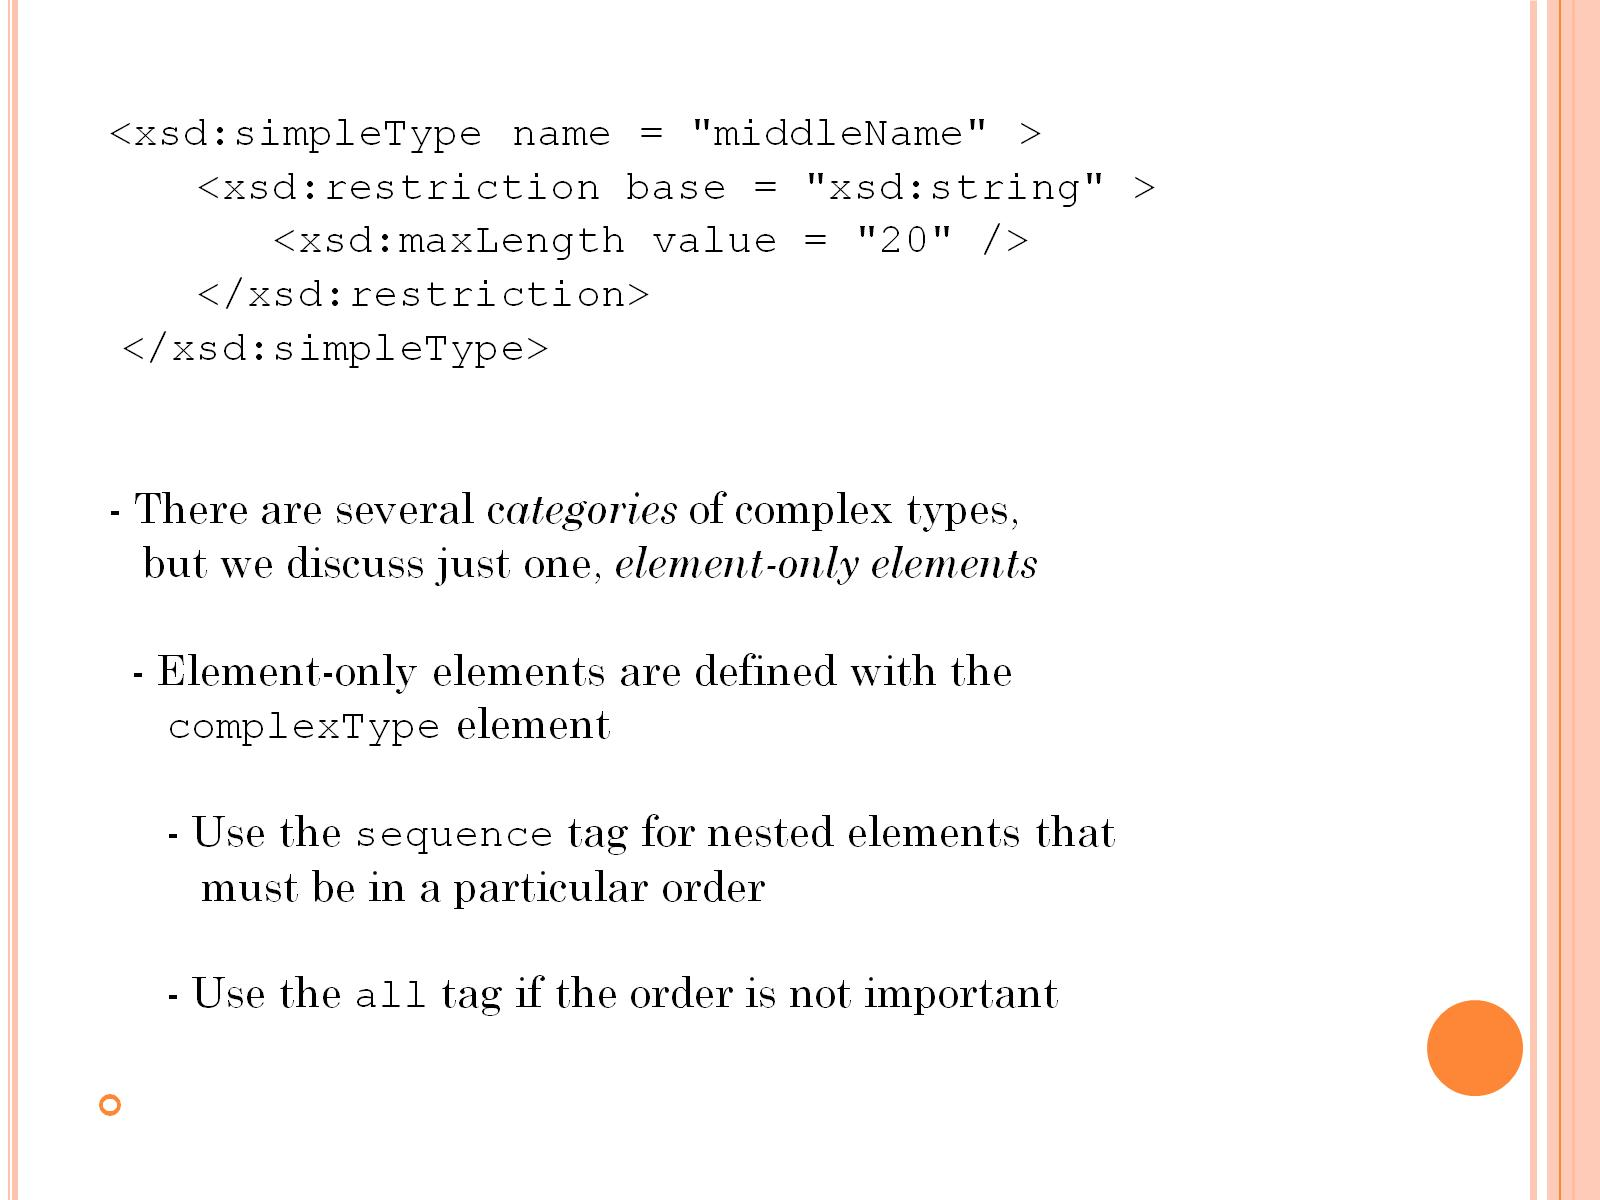 <xsd:simpleType name = "middleName" >
<xsd:restriction base = "xsd:string" >
<xsd:maxLength value = "20" />
</xsd:restriction>
</xsd:simpleType>
- There are several categories of complex types,
but we discuss just one, element-only elements
- Element-only elements are defined with the
complexType element
- Use the sequence tag for nested elements that
must be in a particular order
- Use the all tag if the order is not important